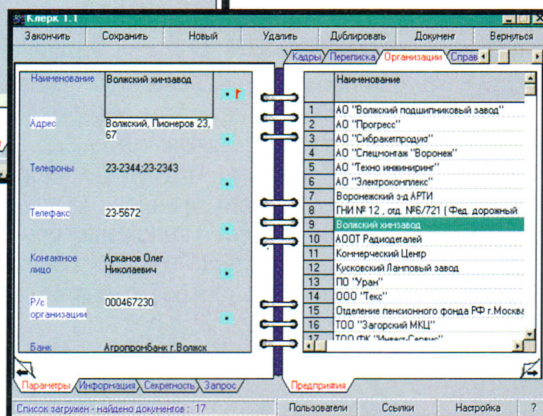 Клерк 1.1
Закончить Сохранить Новый Удалить Дублировать Документ Вернуться
Кадры Переписка Организации Справ
Наименование Волжский химзавод
Адрес Волжский, Пионеров 23,
67
Телефоны 23-2344;23-2343
Телефакс 23-5672
Контактное Арканов Олег
лицо Николаевич
Р/с 000467230
организации
Банк Агропромбанк г.Волжск
Наименование
1 АО "Волжский подшипниковый завод"
2 АО "Прогресс"
3 АО "Сибракетпродукт"
4 АО "Спецмонтаж "Воронеж"
5 АО "Техно инжиниринг"
6 АО "Электрокомплекс"
7 Воронежский з-д АРТИ
8 ГНИ № 12 , отд. №6/721 ( Фед. дорожный
9 Волжский химзавод
10 АООТ Радиодеталей
11 Коммерческий Центр
12 Кусковский Ламповый завод
13 ПО "Уран"
14 ООО "Текс"
15 Отделение пенсионного фонда РФ г.Москва
16 ТОО "Загорский МКЦ"
17 ТОО ФК "Инвест-Сервис"
Параметры Информация Секретность Запрос
Предприятия
Список загружен - найдено документов : 17
Пользователи Ссылки Настройка ?